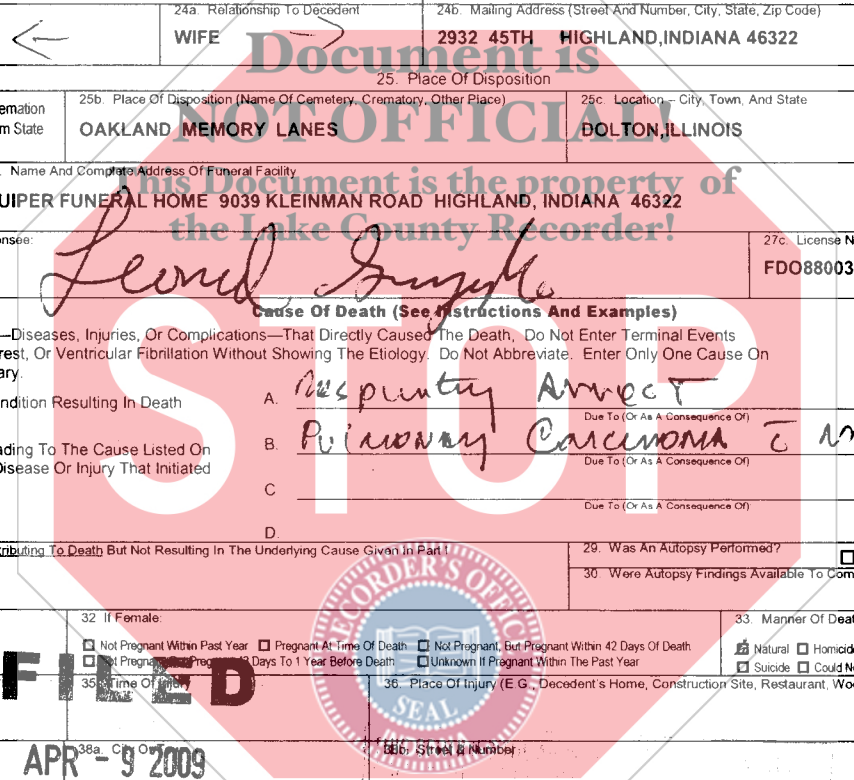 24a. Relationship To Decedent
24b. Mailing Address (Street And Number, City, State, Zip Code)
WIFE
2932 45TH HIGHLAND, INDIANA 46322
Document is
25. Place Of Disposition
emation
m State
25b. Place Of Disposition (Name Of Cemetery, Crematory, Other Place)
25c. Location – City, Town, And State
NOT OFFICIAL!
OAKLAND MEMORY LANES
DOLTON, ILLINOIS
Name And Complete Address Of Funeral Facility
This Document is the property of
UIPER FUNERAL HOME 9039 KLEINMAN ROAD HIGHLAND, INDIANA 46322
the Lake County Recorder!
ensee:
27c. License N
FDO88003
STOP
Cause Of Death (See Instructions And Examples)
—Diseases, Injuries, Or Complications—That Directly Caused The Death, Do Not Enter Terminal Events
rest, Or Ventricular Fibrillation Without Showing The Etiology. Do Not Abbreviate. Enter Only One Cause On
ary.
ndition Resulting In Death
A. Respiratory Arrest
Due To (Or As A Consequence Of)
ading To The Cause Listed On
B. Pulmonary Carcinoma
Disease Or Injury That Initiated
Due To (Or As A Consequence Of)
C
Due To (Or As A Consequence Of)
D.
tributing To Death But Not Resulting In The Underlying Cause Given In Part I
29. Was An Autopsy Performed?
30. Were Autopsy Findings Available To Com
RECORDER'S OFFICE
SEAL
32 If Female:
33. Manner Of Deat
Not Pregnant Within Past Year Pregnant At Time Of Death Not Pregnant, But Pregnant Within 42 Days Of Death
Natural Homicid
Days To 1 Year Before Death Unknown If Pregnant Within The Past Year
Suicide Could N
FILED
35. Time Of Injury
36. Place Of Injury (E.G., Decedent's Home, Construction Site, Restaurant, Wo
38a. City Or
38b. Street & Number
APR - 9 2009